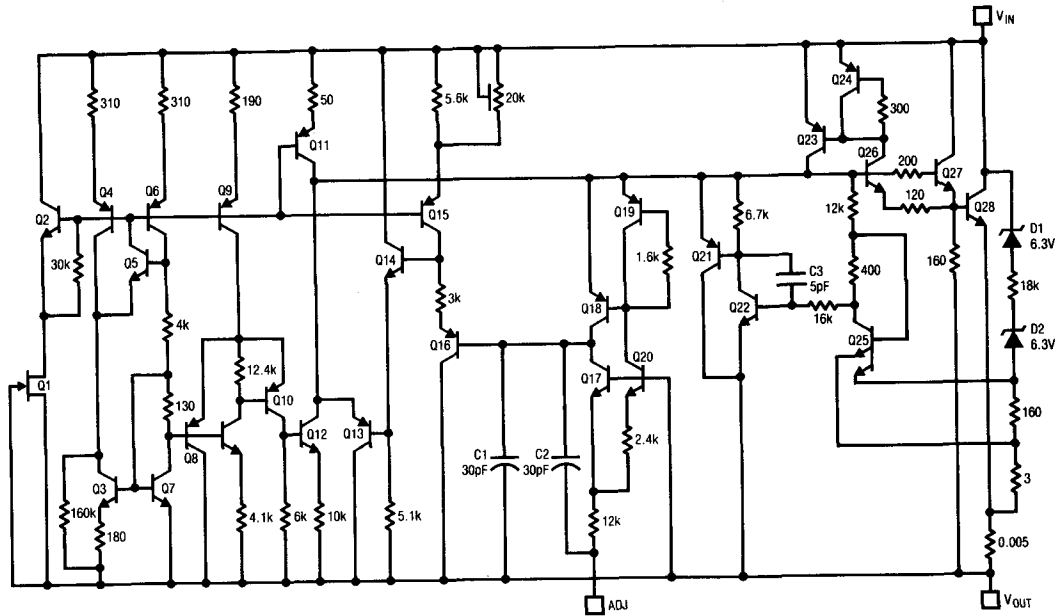 VIN
310
310
190
50
5.6k
20k
Q24
300
Q23
Q11
Q26
200
Q27
Q4
Q6
Q9
Q2
Q15
Q19
12k
120
Q28
6.7k
D1
6.3V
Q5
30k
Q14
1.6k
Q21
C3
5pF
400
160
18k
3k
Q18
Q22
16k
4k
Q16
Q25
D2
6.3V
Q1
12.4k
Q10
Q17
Q20
130
Q12
Q13
160
Q8
C1
30pF
C2
30pF
2.4k
Q3
Q7
3
160k
180
4.1k
6k
10k
5.1k
12k
0.005
ADJ
VOUT